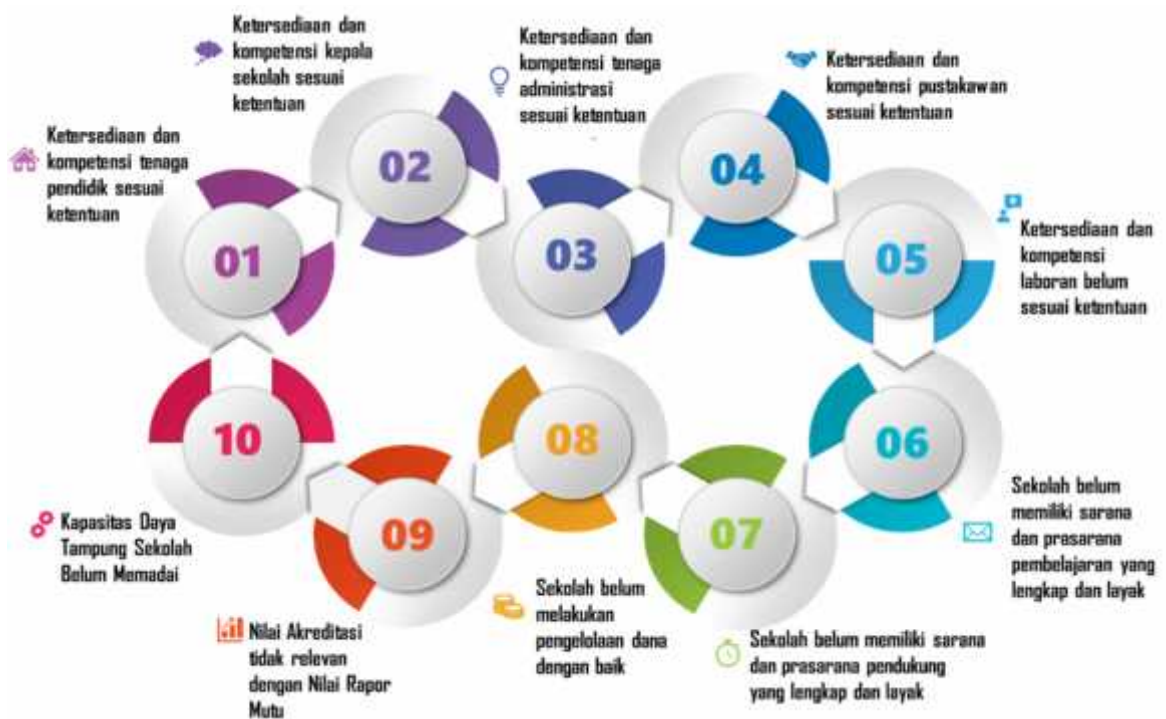 Ketersediaan dan
kompetensi tenaga
pendidik sesuai
ketentuan
01
Ketersediaan dan
kompetensi kepala
sekolah sesuai
ketentuan
02
Ketersediaan dan
kompetensi tenaga
administrasi
sesuai ketentuan
03
Ketersediaan dan
kompetensi pustakawan
sesuai ketentuan
04
Ketersediaan dan
kompetensi
laboran belum
sesuai ketentuan
05
Sekolah belum
memiliki sarana
dan prasarana
pembelajaran yang
lengkap dan layak
06
Sekolah belum memiliki sarana
dan prasarana pendukung
yang lengkap dan layak
07
Sekolah belum
melakukan
pengelolaan dana
dengan baik
08
Nilai Akreditasi
tidak relevan
dengan Nilai Rapor
Mutu
09
Kapasitas Daya
Tampung Sekolah
Belum Memadai
10